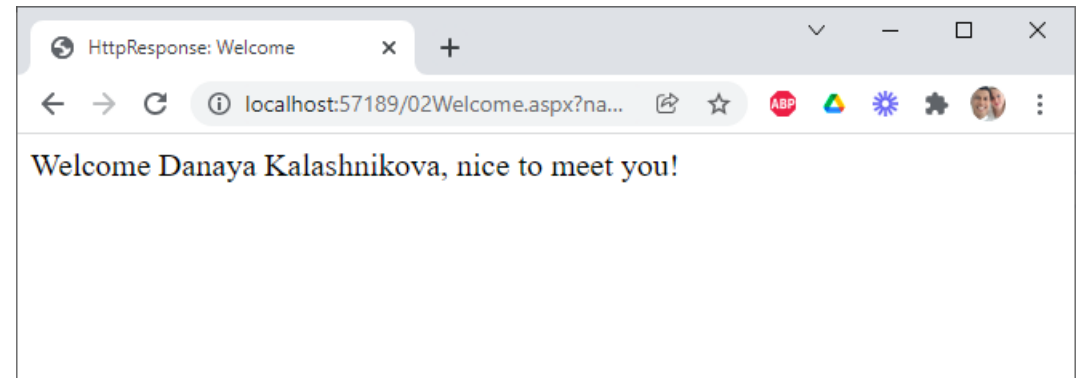 HttpResponse: Welcome
localhost:57189/02Welcome.aspx?na...
ABP
Welcome Danaya Kalashnikova, nice to meet you!